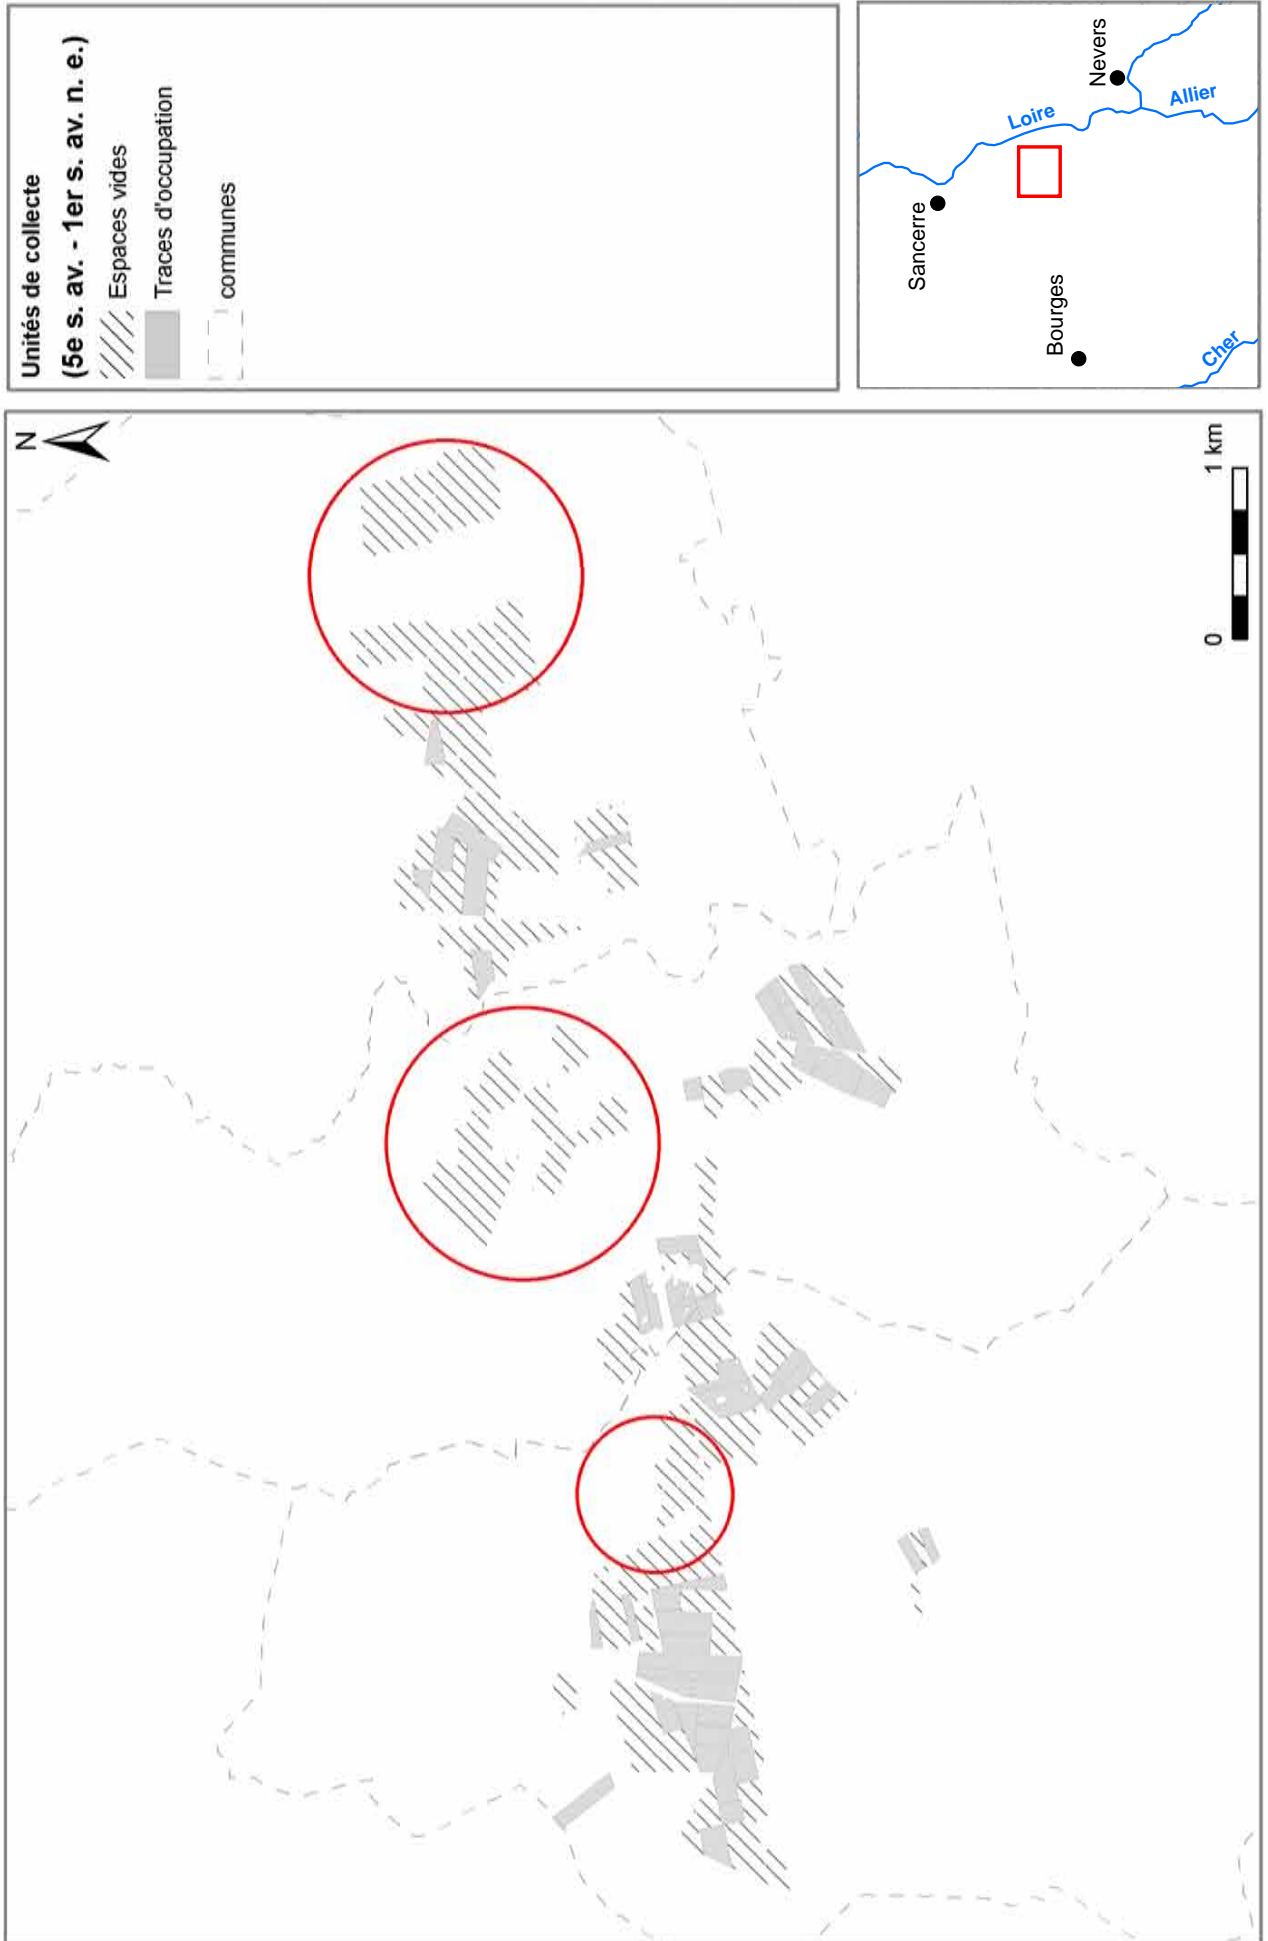 Unités de collecte
(5e s. av. - 1er s. av. n. e.)
Espaces vides
Traces d'occupation
communes
N
0 1 km
Sancerre
Nevers
Bourges
Loire
Allier
Cher